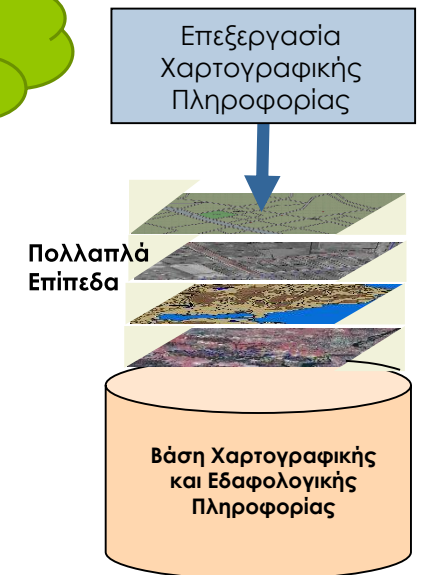 Επεξεργασία
Χαρτογραφικής
Πληροφορίας
Πολλαπλά
Επίπεδα
Βάση Χαρτογραφικής
και Εδαφολογικής
Πληροφορίας